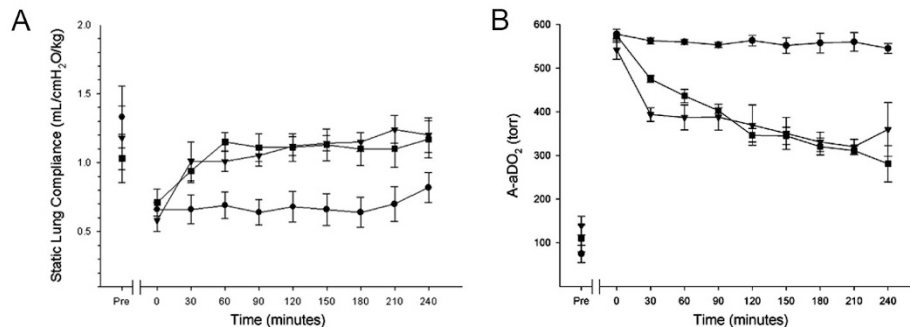 A
Static Lung Compliance (mL/cmH₂O/kg)
2.0
1.5
1.0
0.5
Pre 0 30 60 90 120 150 180 210 240
Time (minutes)
B
A-aDO₂ (torr)
600
500
400
300
200
100
Pre 0 30 60 90 120 150 180 210 240
Time (minutes)